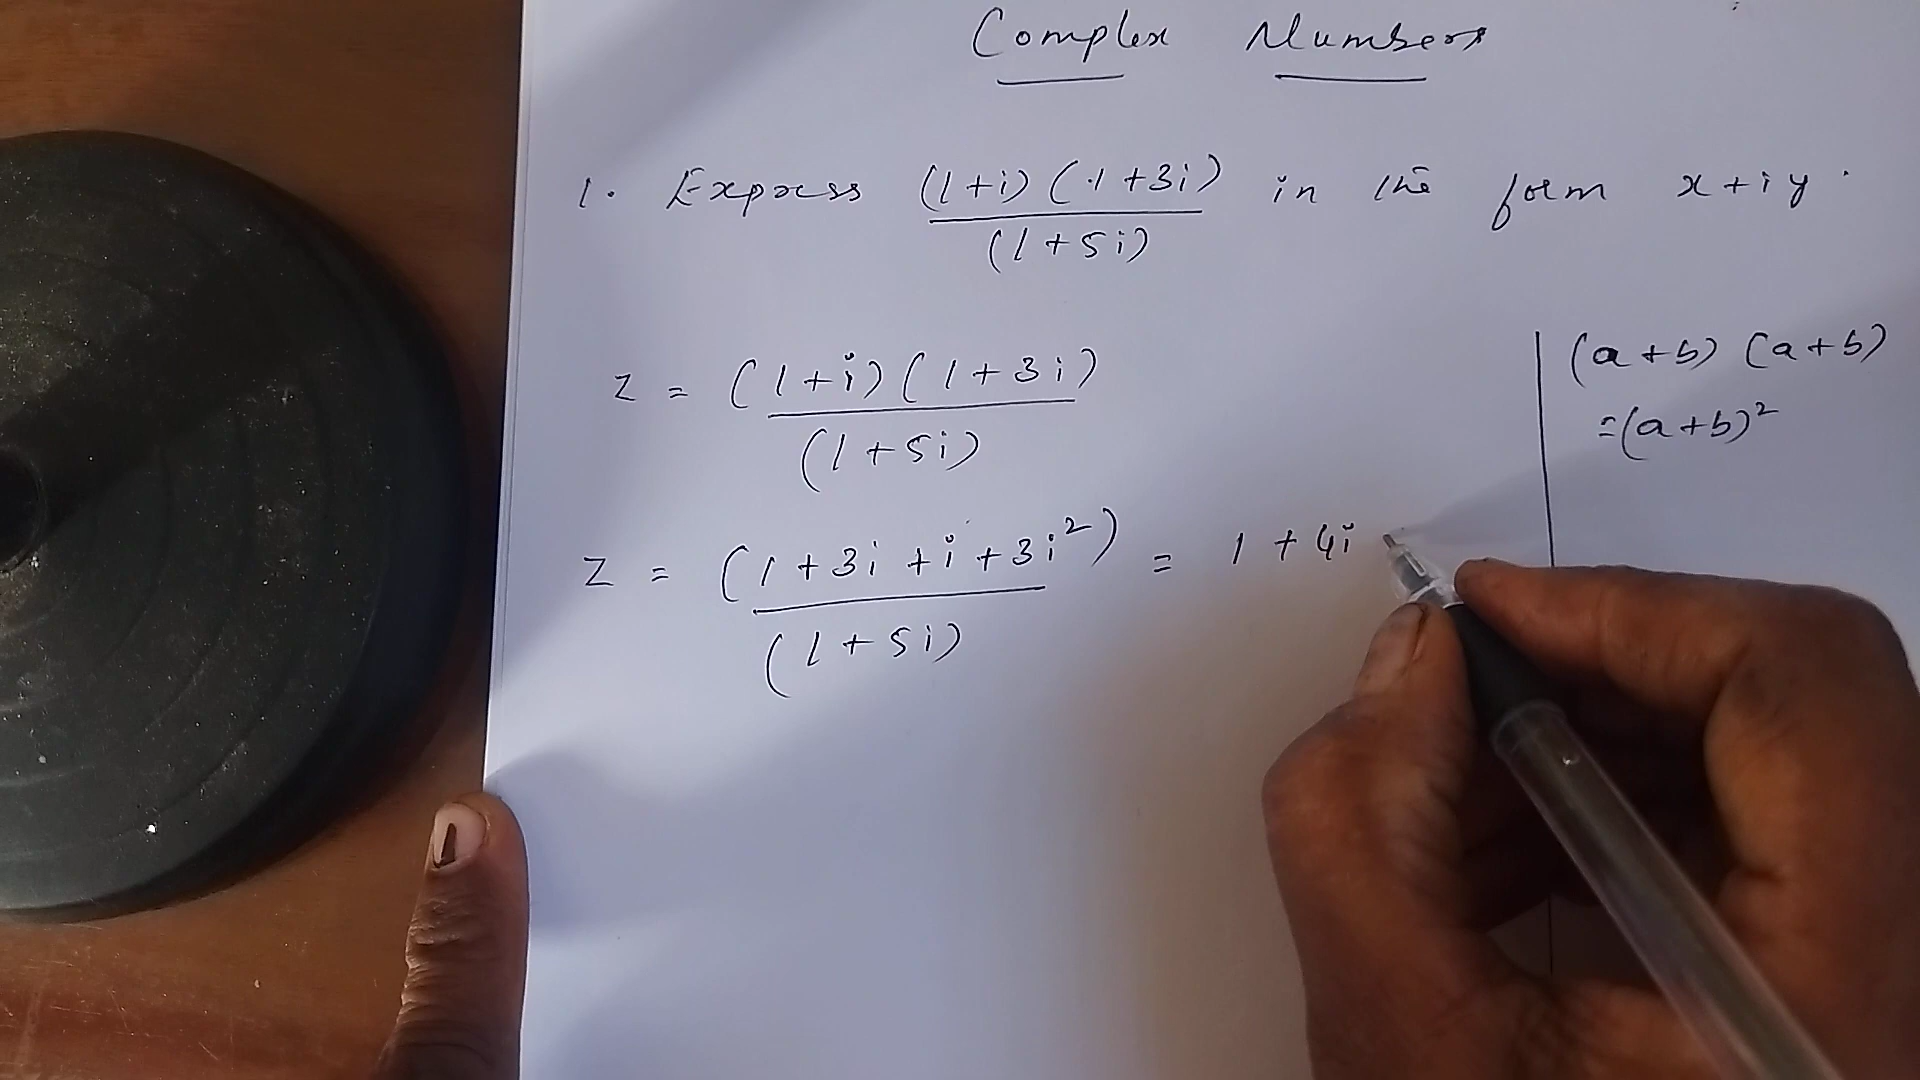 Complex Numbers
1. Express (1+i)(1+3i) in the form x+iy.
(1+5i)
z = (1+i)(1+3i)
(1+5i)
(a+b)(a+b)
=(a+b)²
z = (1+3i+i+3i²) = 1+4i
(1+5i)